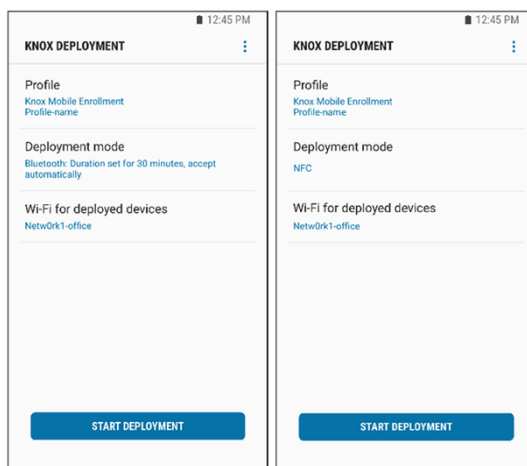 12:45 PM
KNOX DEPLOYMENT
Profile
Knox Mobile Enrollment
Profile-name
Deployment mode
Bluetooth: Duration set for 30 minutes, accept
automatically
Wi-Fi for deployed devices
Netw0rk1-office
START DEPLOYMENT
12:45 PM
KNOX DEPLOYMENT
Profile
Knox Mobile Enrollment
Profile-name
Deployment mode
NFC
Wi-Fi for deployed devices
Netw0rk1-office
START DEPLOYMENT